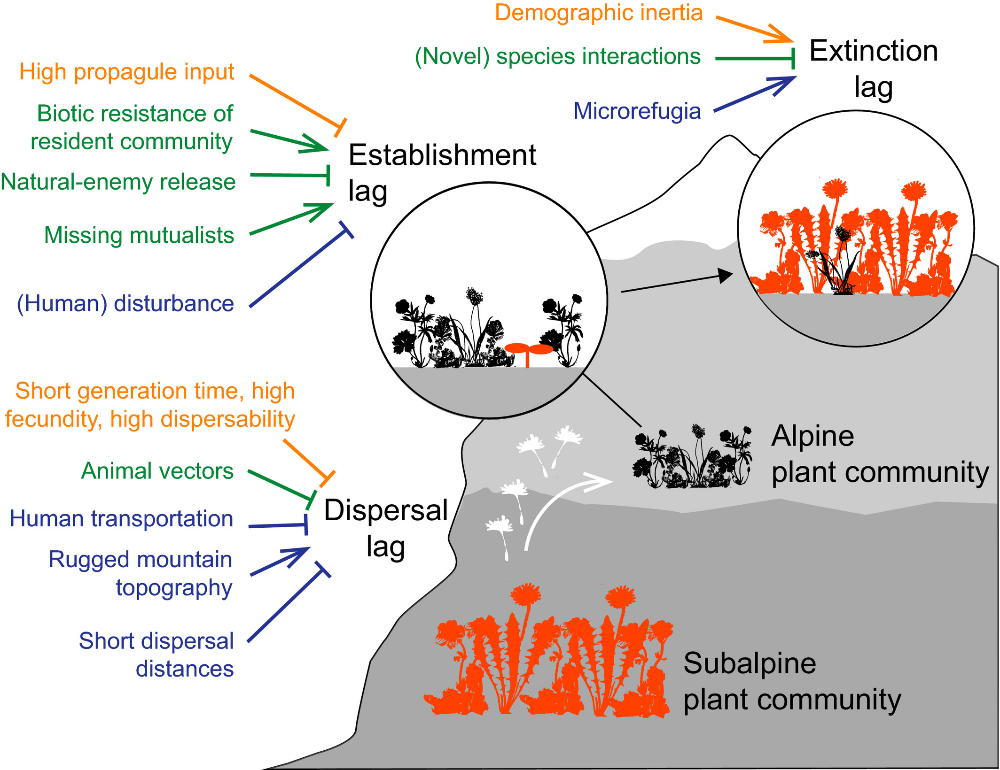 Demographic inertia
(Novel) species interactions
Microrefugia
Extinction
lag
High propagule input
Biotic resistance of
resident community
Natural-enemy release
Missing mutualists
(Human) disturbance
Establishment
lag
Short generation time, high
fecundity, high dispersability
Animal vectors
Human transportation
Rugged mountain
topography
Short dispersal
distances
Dispersal
lag
Alpine
plant community
Subalpine
plant community